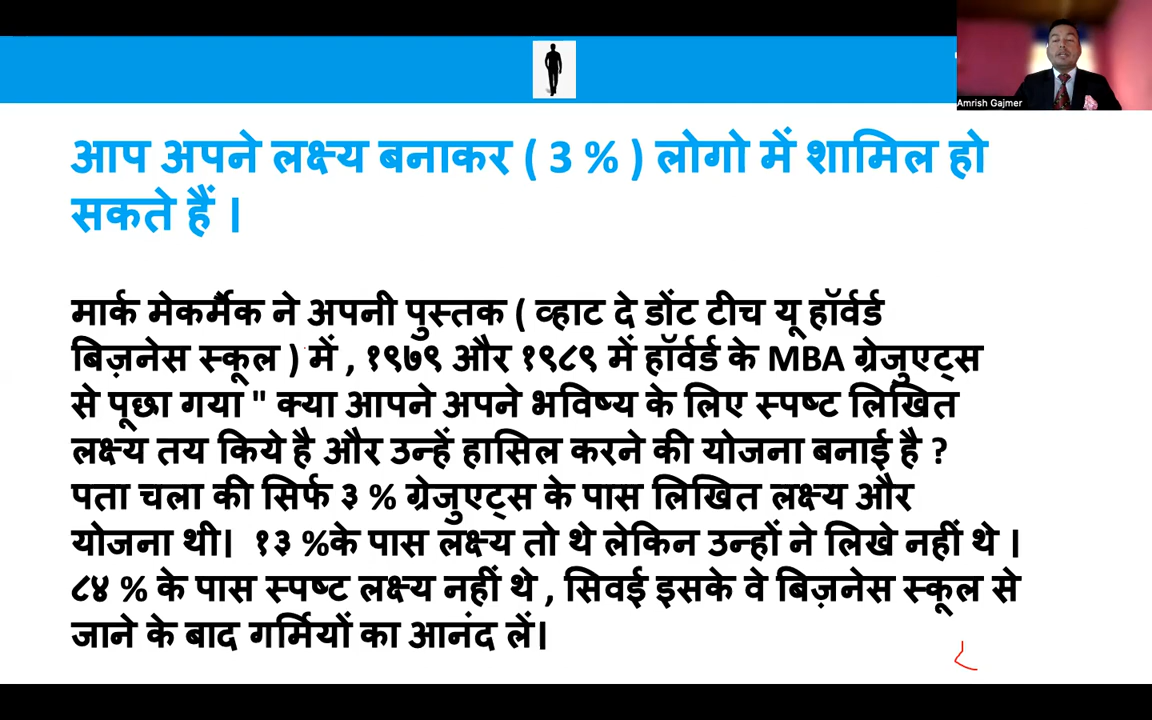 Amrish Gajmer
आप अपने लक्ष्य बनाकर ( 3 % ) लोगो में शामिल हो
सकते हैं ।
मार्क मेकर्मैक ने अपनी पुस्तक ( व्हाट दे डोंट टीच यू हॉर्वर्ड
बिज़नेस स्कूल ) में , १९७९ और १९८९ में हॉर्वर्ड के MBA ग्रेजुएट्स
से पूछा गया " क्या आपने अपने भविष्य के लिए स्पष्ट लिखित
लक्ष्य तय किये है और उन्हें हासिल करने की योजना बनाई है ?
पता चला की सिर्फ ३ % ग्रेजुएट्स के पास लिखित लक्ष्य और
योजना थी। १३ %के पास लक्ष्य तो थे लेकिन उन्हों ने लिखे नहीं थे ।
८४ % के पास स्पष्ट लक्ष्य नहीं थे , सिवई इसके वे बिज़नेस स्कूल से
जाने के बाद गर्मियों का आनंद लें।